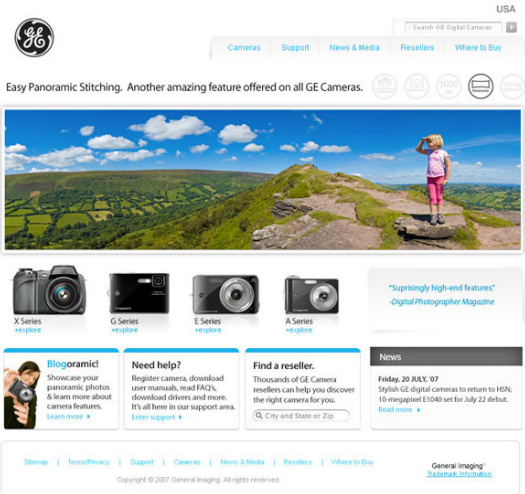 USA
Search GE Digital Cameras
GE
Cameras
Support
News & Media
Resellers
Where to Buy
Easy Panoramic Stitching. Another amazing feature offered on all GE Cameras.
1600
Panorama
X Series
+explore
G Series
+explore
E Series
+explore
A Series
+explore
"Suprisingly high-end features."
-Digital Photographer Magazine
Blogoramic!
Showcase your
panoramic photos
& learn more about
camera features.
Learn more
Need help?
Register camera, download
user manuals, read FAQ's,
download drivers and more.
It's all here in our support area.
Enter support
Find a reseller.
Thousands of GE Camera
resellers can help you discover
the right camera for you.
City and State or Zip
News
Friday, 20 JULY, '07
Stylish GE digital cameras to return to HSN;
10-megapixel E1040 set for July 22 debut.
Read more
Sitemap | Terms/Privacy | Support | Cameras | News & Media | Resellers | Where to Buy
Copyright © 2007 General Imaging. All rights reserved.
General Imaging
Trademark Information